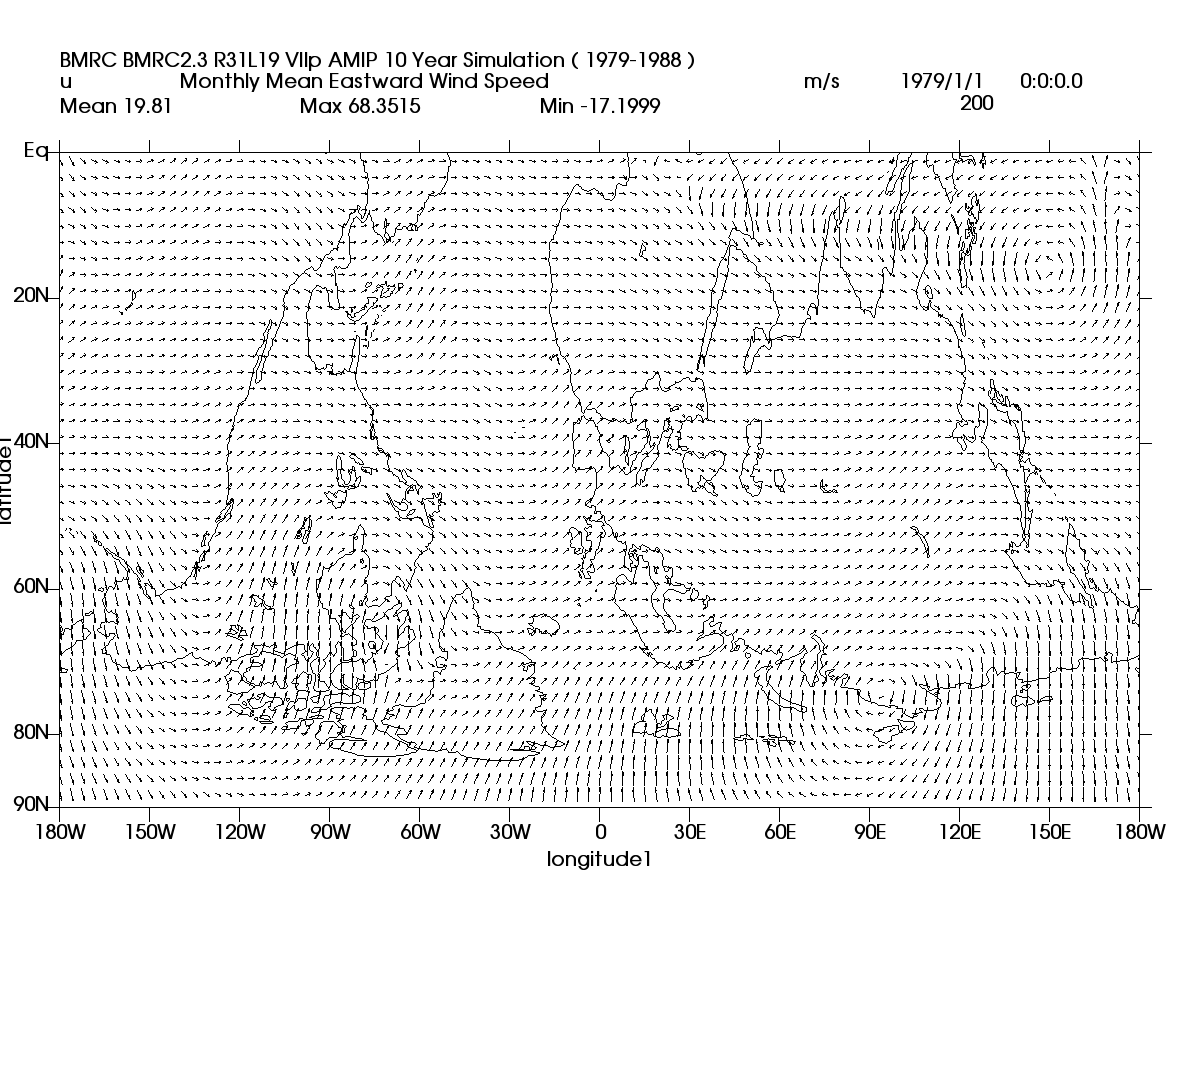 BMRC BMRC2.3 R31L19 VIIp AMIP 10 Year Simulation ( 1979-1988 )
u Monthly Mean Eastward Wind Speed m/s 1979/1/1 0:0:0.0
Mean 19.81 Max 68.3515 Min -17.1999 200
Eq
20N
40N
latitude1
60N
80N
90N
180W 150W 120W 90W 60W 30W 0 30E 60E 90E 120E 150E 180W
longitude1